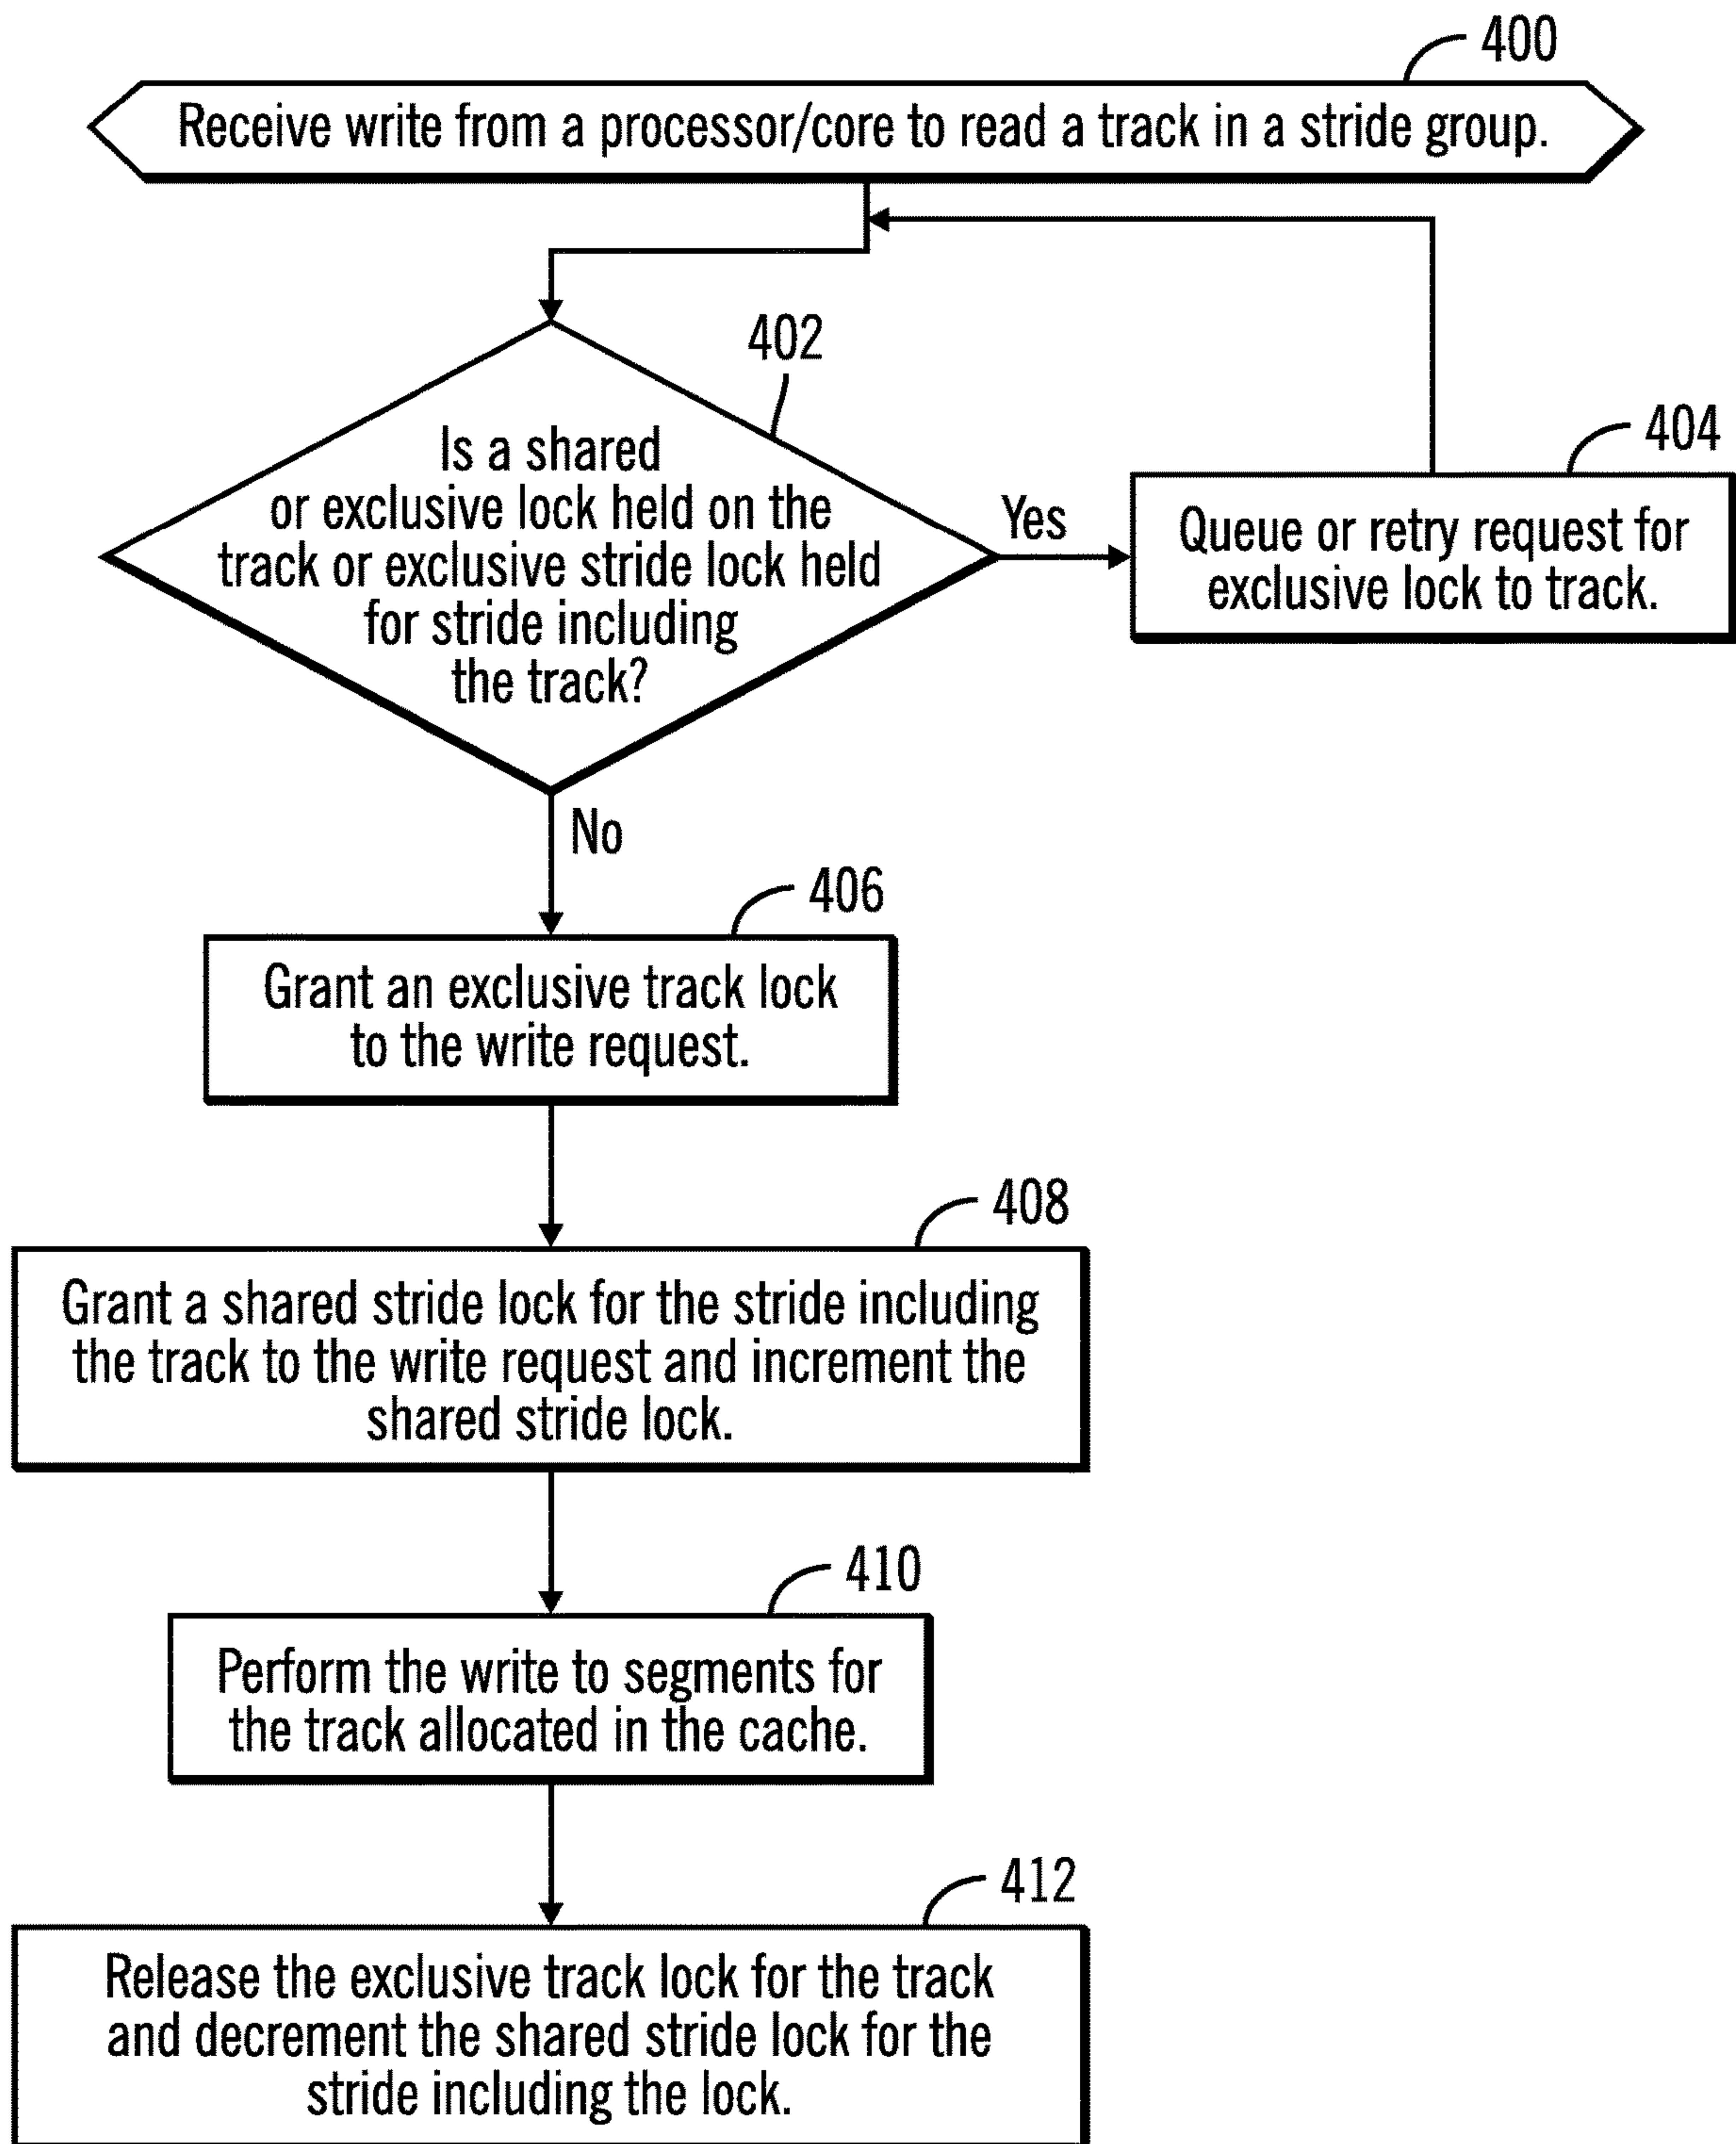 400
Receive write from a processor/core to read a track in a stride group.
402
Is a shared
or exclusive lock held on the
track or exclusive stride lock held
for stride including
the track?
Yes
404
Queue or retry request for
exclusive lock to track.
No
406
Grant an exclusive track lock
to the write request.
408
Grant a shared stride lock for the stride including
the track to the write request and increment the
shared stride lock.
410
Perform the write to segments for
the track allocated in the cache.
412
Release the exclusive track lock for the track
and decrement the shared stride lock for the
stride including the lock.